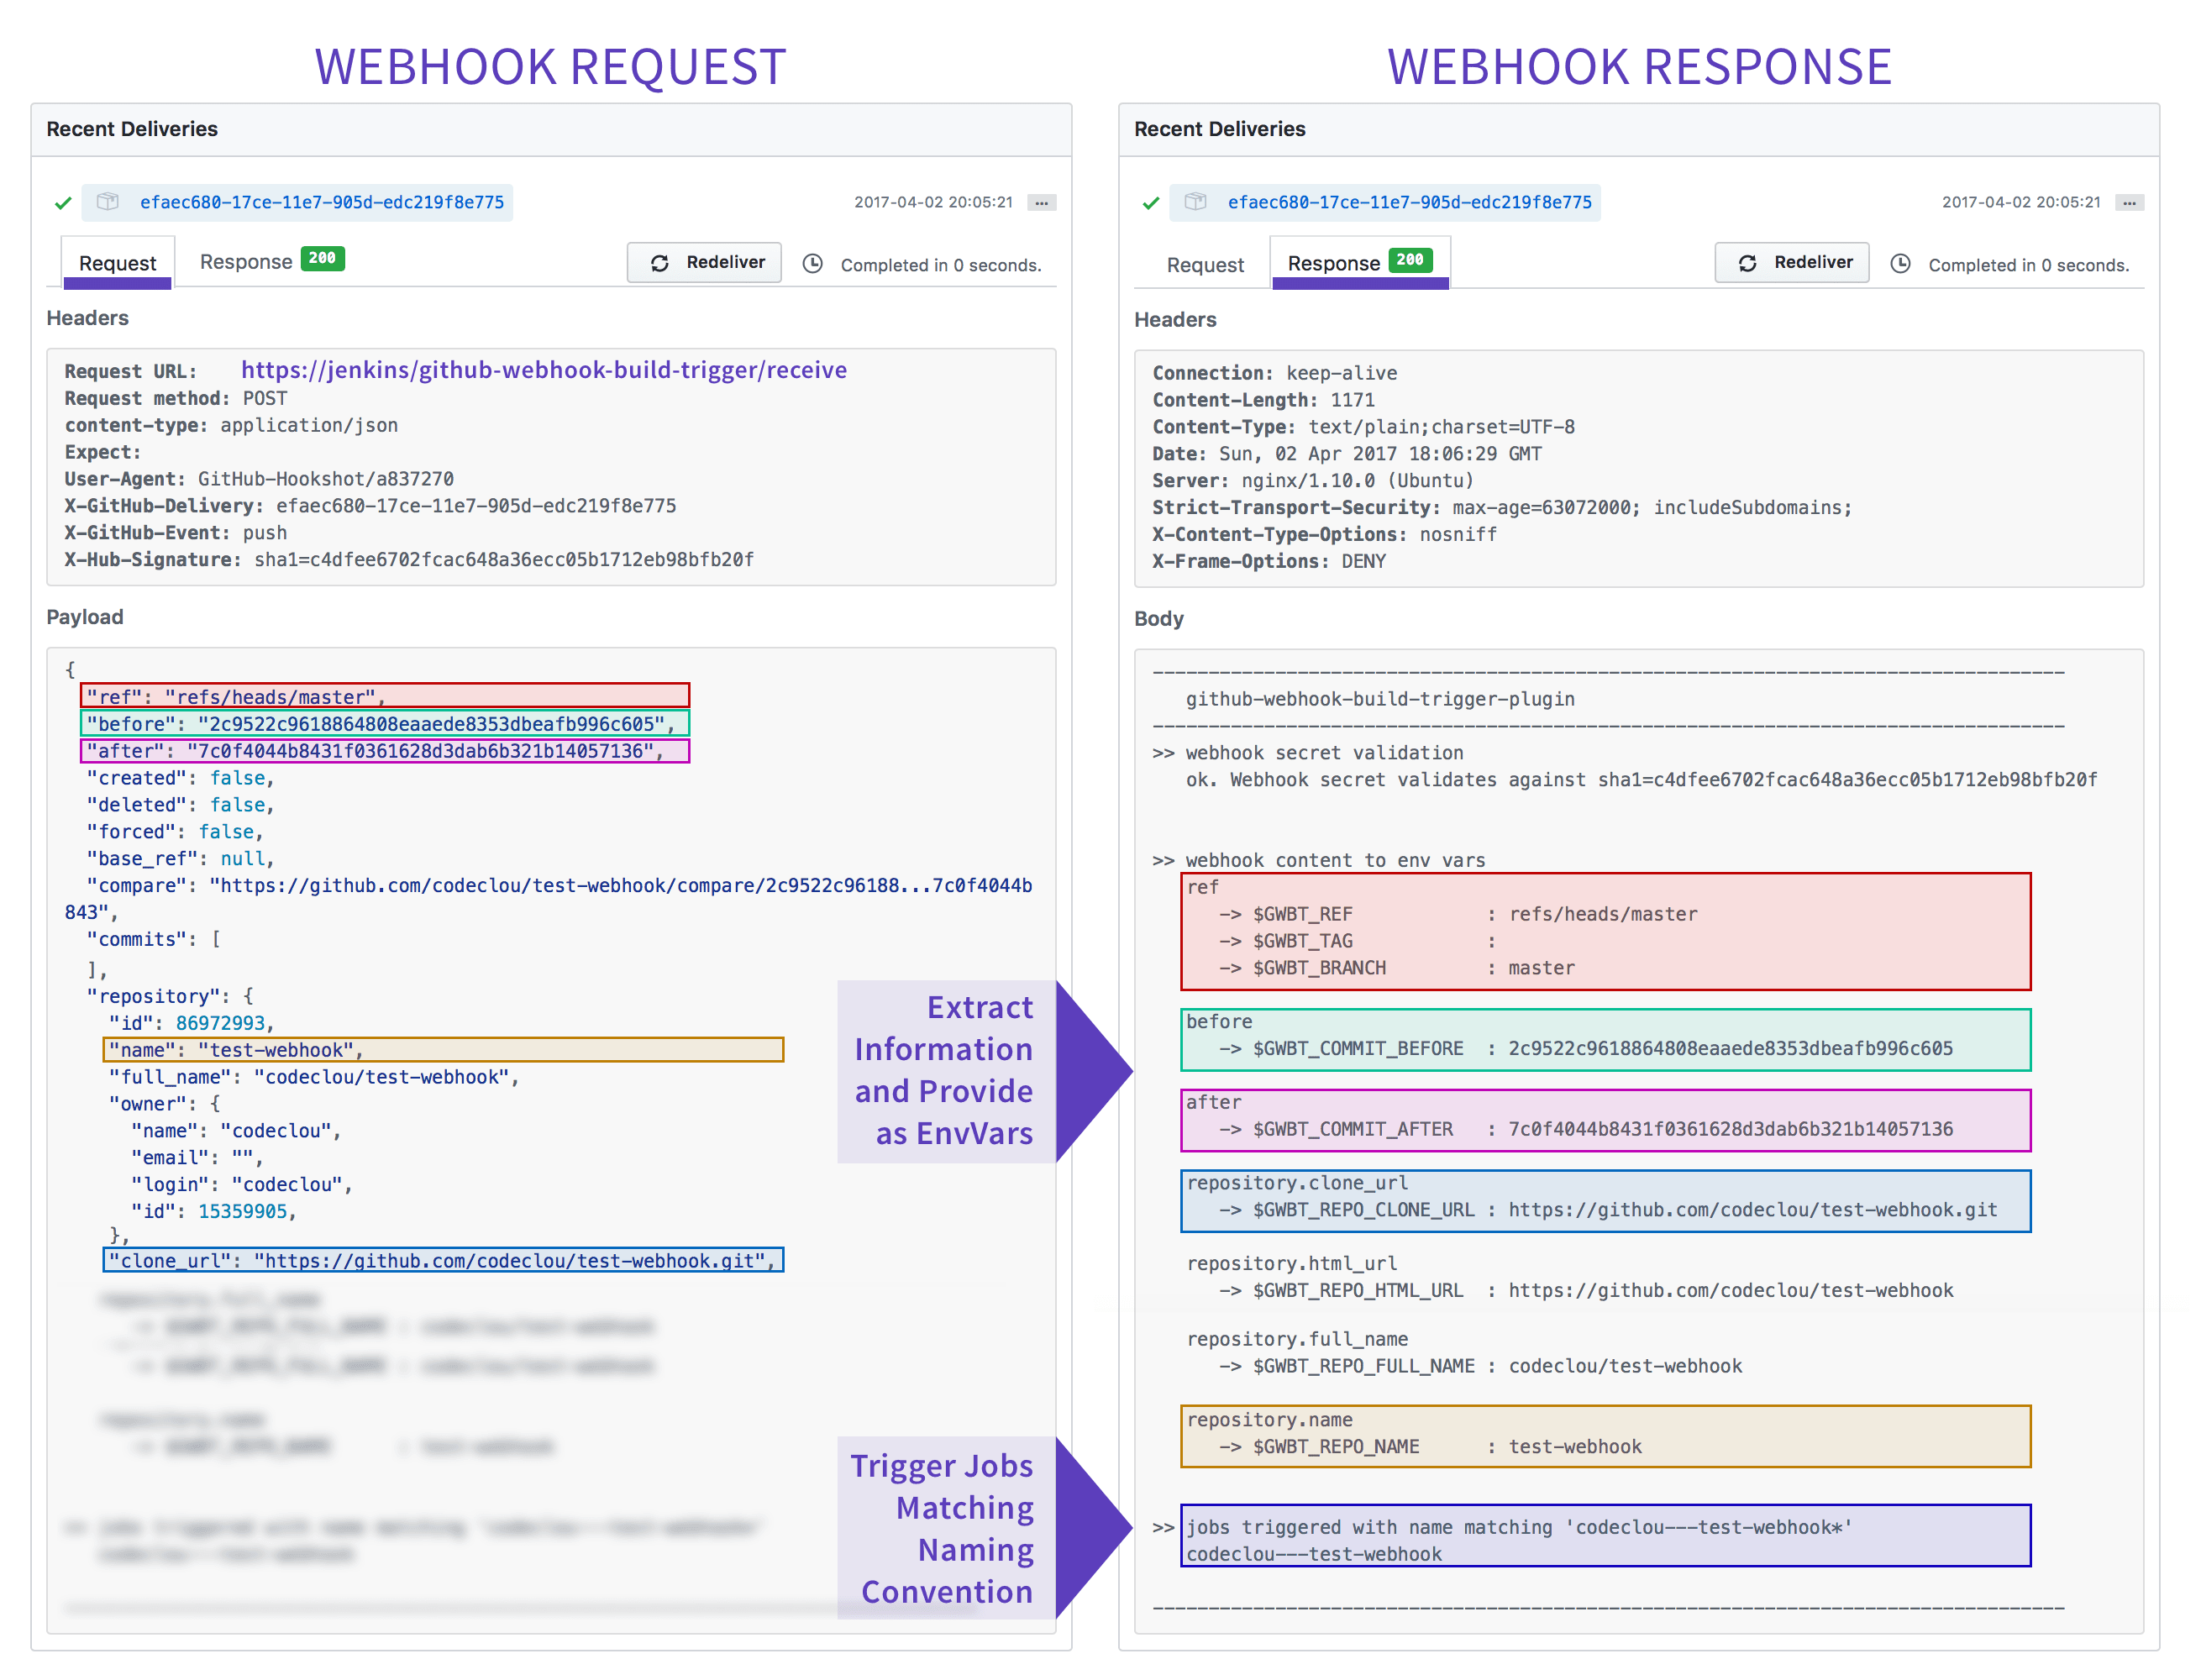 WEBHOOK REQUEST
Recent Deliveries
efaec680-17ce-11e7-905d-edc219f8e775
2017-04-02 20:05:21 ...
Request
Response 200
Redeliver
Completed in 0 seconds.
Headers
Request URL: https://jenkins/github-webhook-build-trigger/receive
Request method: POST
content-type: application/json
Expect:
User-Agent: GitHub-Hookshot/a837270
X-GitHub-Delivery: efaec680-17ce-11e7-905d-edc219f8e775
X-GitHub-Event: push
X-Hub-Signature: sha1=c4dfee6702fcac648a36ecc05b1712eb98bfb20f
Payload
{
"ref": "refs/heads/master",
"before": "2c9522c9618864808eaaede8353dbeafb996c605",
"after": "7c0f4044b8431f0361628d3dab6b321b14057136",
"created": false,
"deleted": false,
"forced": false,
"base_ref": null,
"compare": "https://github.com/codeclou/test-webhook/compare/2c9522c96188...7c0f4044b
843",
"commits": [
],
"repository": {
"id": 86972993,
"name": "test-webhook",
"full_name": "codeclou/test-webhook",
"owner": {
"name": "codeclou",
"email": "",
"login": "codeclou",
"id": 15359905,
},
"clone_url": "https://github.com/codeclou/test-webhook.git",
Extract
Information
and Provide
as EnvVars
Trigger Jobs
Matching
Naming
Convention
WEBHOOK RESPONSE
Recent Deliveries
efaec680-17ce-11e7-905d-edc219f8e775
2017-04-02 20:05:21 ...
Request
Response 200
Redeliver
Completed in 0 seconds.
Headers
Connection: keep-alive
Content-Length: 1171
Content-Type: text/plain;charset=UTF-8
Date: Sun, 02 Apr 2017 18:06:29 GMT
Server: nginx/1.10.0 (Ubuntu)
Strict-Transport-Security: max-age=63072000; includeSubdomains;
X-Content-Type-Options: nosniff
X-Frame-Options: DENY
Body
----------------------------------------------------------------------------------
github-webhook-build-trigger-plugin
----------------------------------------------------------------------------------
>> webhook secret validation
ok. Webhook secret validates against sha1=c4dfee6702fcac648a36ecc05b1712eb98bfb20f
>> webhook content to env vars
ref
-> $GWBT_REF : refs/heads/master
-> $GWBT_TAG :
-> $GWBT_BRANCH : master
before
-> $GWBT_COMMIT_BEFORE : 2c9522c9618864808eaaede8353dbeafb996c605
after
-> $GWBT_COMMIT_AFTER : 7c0f4044b8431f0361628d3dab6b321b14057136
repository.clone_url
-> $GWBT_REPO_CLONE_URL : https://github.com/codeclou/test-webhook.git
repository.html_url
-> $GWBT_REPO_HTML_URL : https://github.com/codeclou/test-webhook
repository.full_name
-> $GWBT_REPO_FULL_NAME : codeclou/test-webhook
repository.name
-> $GWBT_REPO_NAME : test-webhook
>> jobs triggered with name matching 'codeclou---test-webhook*'
codeclou---test-webhook
----------------------------------------------------------------------------------